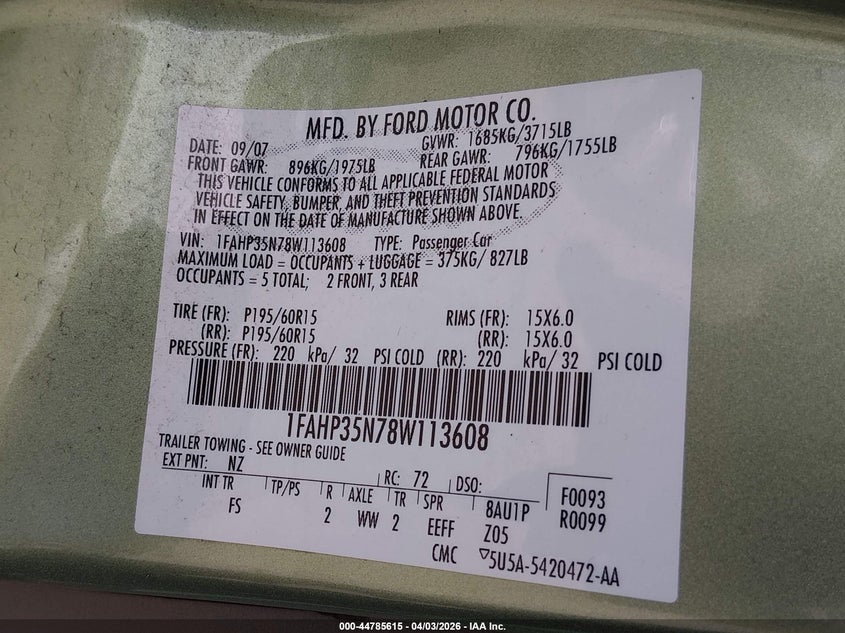 MFD. BY FORD MOTOR CO.
DATE: 09/07 GVWR: 1685KG/3715LB
FRONT GAWR: 896KG/1975LB REAR GAWR: 796KG/1755LB
THIS VEHICLE CONFORMS TO ALL APPLICABLE FEDERAL MOTOR
VEHICLE SAFETY, BUMPER, AND THEFT PREVENTION STANDARDS
IN EFFECT ON THE DATE OF MANUFACTURE SHOWN ABOVE.
VIN: 1FAHP35N78W113608 TYPE: Passenger Car
MAXIMUM LOAD = OCCUPANTS + LUGGAGE = 375KG/ 827LB
OCCUPANTS = 5 TOTAL; 2 FRONT, 3 REAR
TIRE (FR): P195/60R15 RIMS (FR): 15X6.0
(RR): P195/60R15 (RR): 15X6.0
PRESSURE (FR): 220 kPa/ 32 PSI COLD (RR): 220 kPa/ 32 PSI COLD
1FAHP35N78W113608
TRAILER TOWING - SEE OWNER GUIDE
EXT PNT: NZ RC: 72 DSO: F0093
INT TR TP/PS R AXLE TR SPR 8AU1P R0099
FS 2 WW 2 EEFF Z05
CMC ▽5U5A-5420472-AA
000-44785615 - 04/03/2026 - IAA Inc.